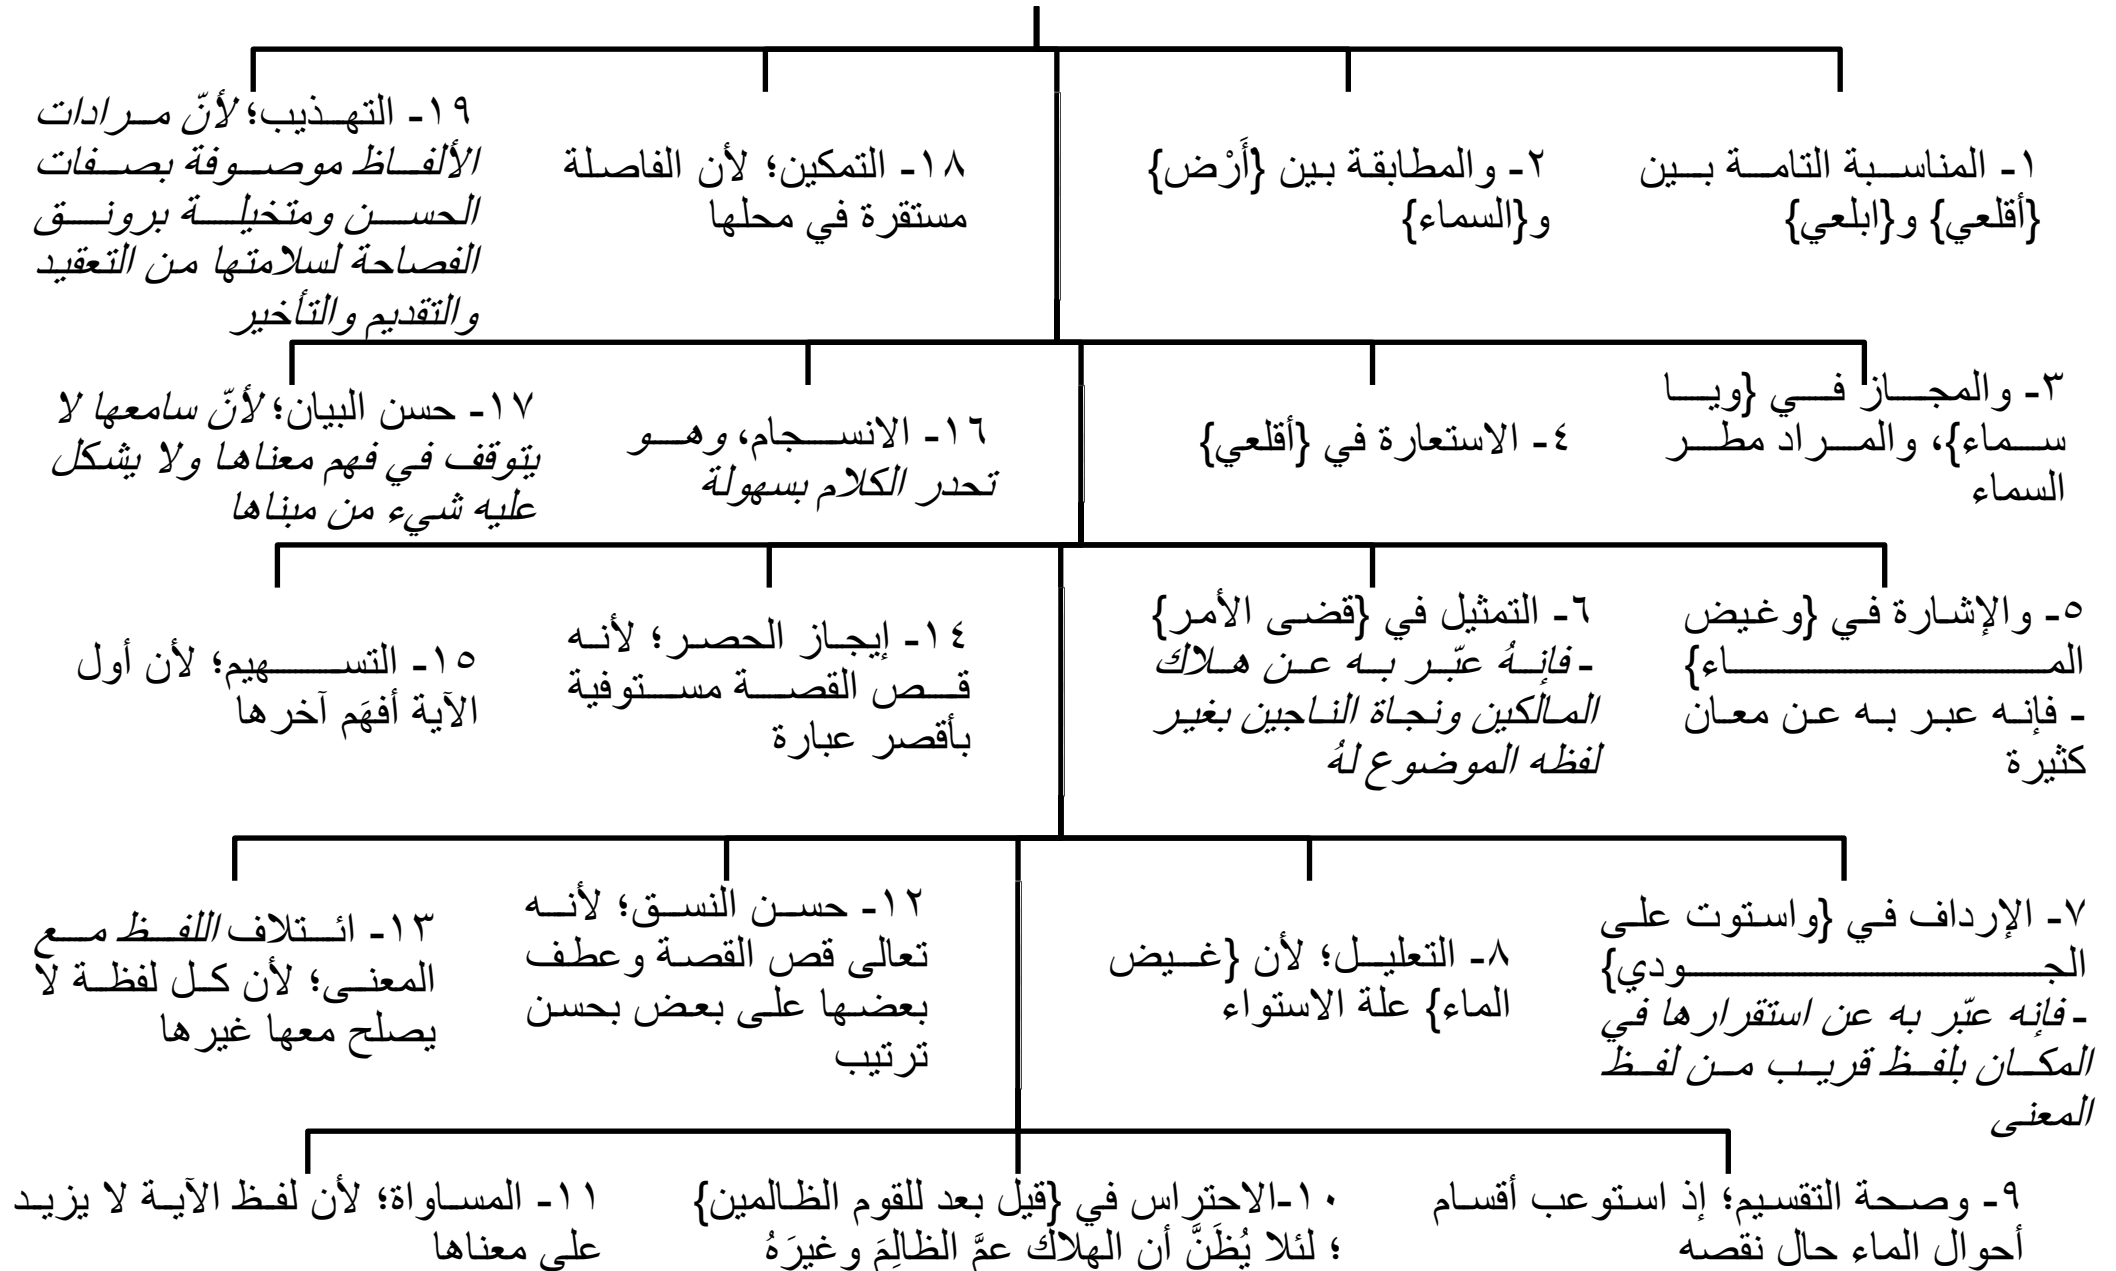 ١- المناسبة التامة بين
{أقلعي} و{ابلعي}
٢- والمطابقة بين {أَرْض}
و{السماء}
١٨- التمكين؛ لأن الفاصلة
مستقرة في محلها
١٩- التهذيب؛ لأنّ مرادات
الألفاظ موصوفة بصفات
الحسن ومتخيلة برونق
الفصاحة لسلامتها من التعقيد
والتقديم والتأخير
٣- والمجاز في {ويا
سماء}، والمراد مطر
السماء
٤- الاستعارة في {أقلعي}
١٦- الانسجام، وهو
تحدر الكلام بسهولة
١٧- حسن البيان؛ لأنّ سامعها لا
يتوقف في فهم معناها ولا يشكل
عليه شيء من مبناها
٥- والإشارة في {وغيض
الماء}
- فإنه عبر به عن معان
كثيرة
٦- التمثيل في {قضى الأمر}
- فإنهُ عبّر به عن هلاك
المالكين ونجاة الناجين بغير
لفظه الموضوع لهُ
١٤- إيجاز الحصر؛ لأنه
قص القصة مستوفية
بأقصر عبارة
١٥- التسهيم؛ لأن أول
الآية أفهَم آخرها
٧- الإرداف في {واستوت على
الجودي}
- فإنه عبّر به عن استقرارها في
المكان بلفظ قريب من لفظ
المعنى
٨- التعليل؛ لأن {غيض
الماء} علة الاستواء
١٢- حسن النسق؛ لأنه
تعالى قص القصة وعطف
بعضها على بعض بحسن
ترتيب
١٣- ائتلاف اللفظ مع
المعنى؛ لأن كل لفظة لا
يصلح معها غيرها
٩- وصحة التقسيم؛ إذ استوعب أقسام
أحوال الماء حال نقصه
١٠-الاحتراس في {قيل بعد للقوم الظالمين}
؛ لئلا يُظَنَّ أن الهلاك عمَّ الظالِمَ وغيرَهُ
١١- المساواة؛ لأن لفظ الآية لا يزيد
على معناها